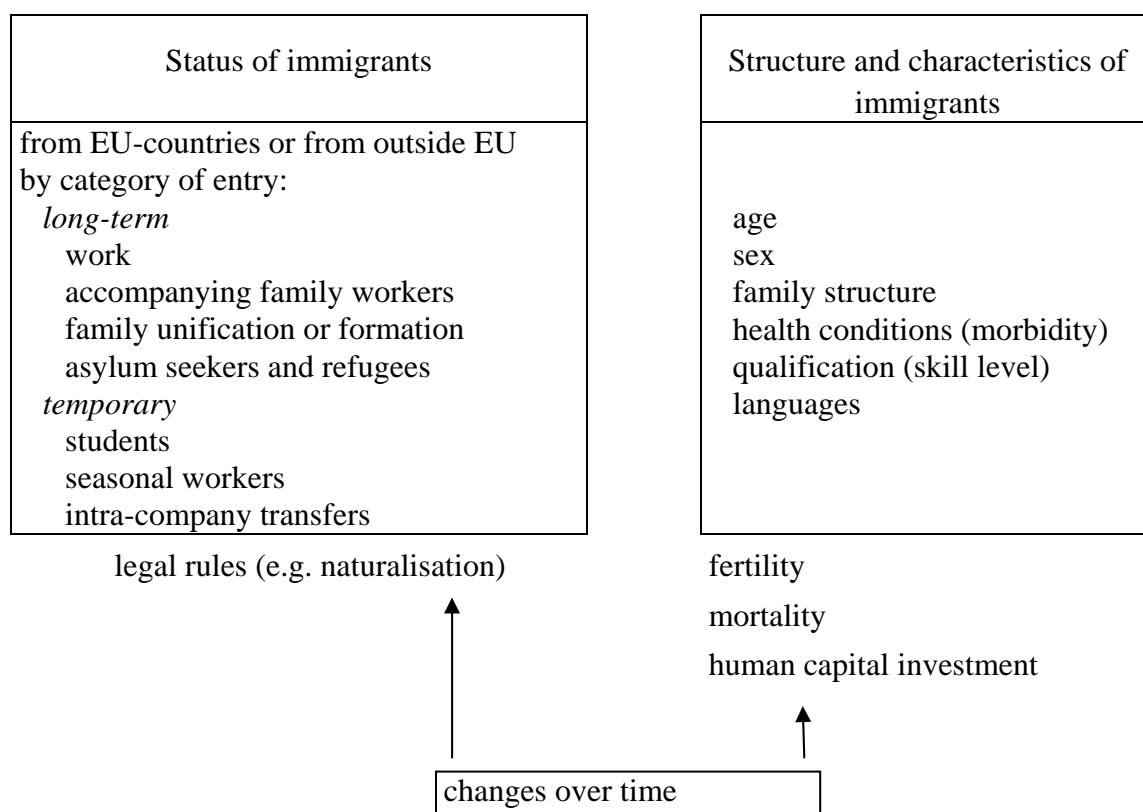 Status of immigrants
from EU-countries or from outside EU
by category of entry:
long-term
work
accompanying family workers
family unification or formation
asylum seekers and refugees
temporary
students
seasonal workers
intra-company transfers
legal rules (e.g. naturalisation)
Structure and characteristics of
immigrants
age
sex
family structure
health conditions (morbidity)
qualification (skill level)
languages
fertility
mortality
human capital investment
changes over time